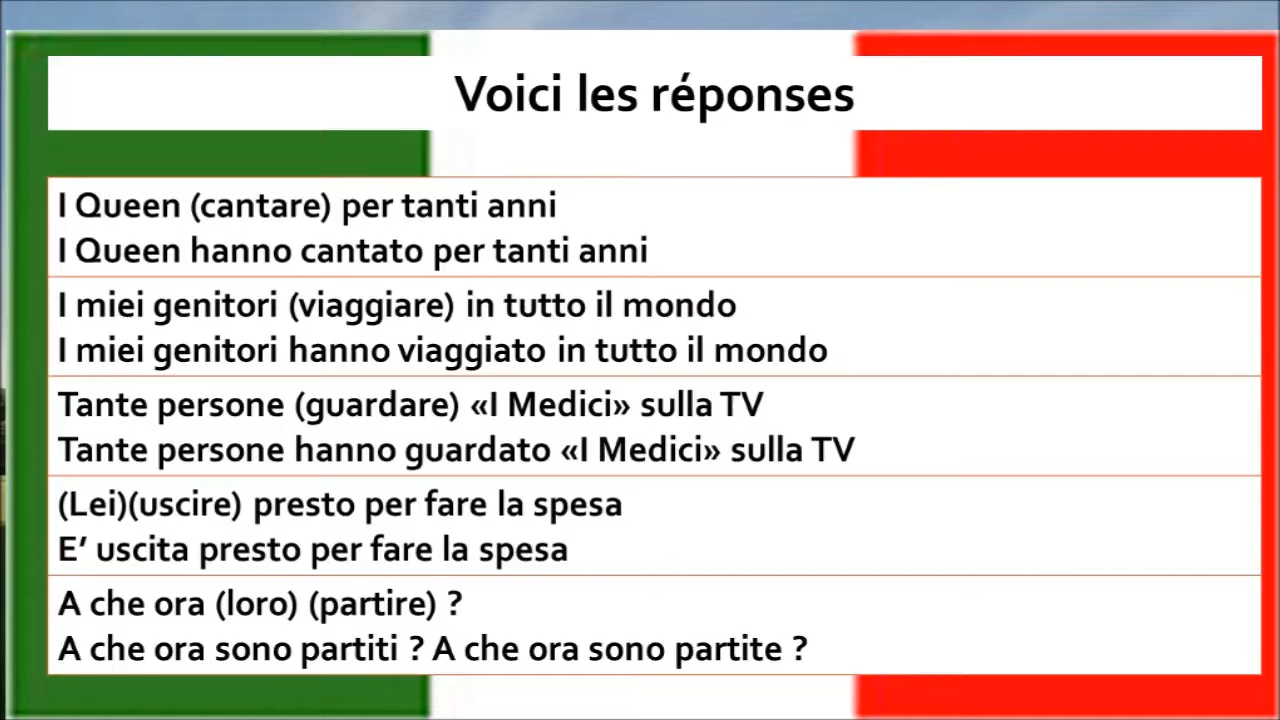 Voici les réponses
I Queen (cantare) per tanti anni
I Queen hanno cantato per tanti anni
I miei genitori (viaggiare) in tutto il mondo
I miei genitori hanno viaggiato in tutto il mondo
Tante persone (guardare) «I Medici» sulla TV
Tante persone hanno guardato «I Medici» sulla TV
(Lei)(uscire) presto per fare la spesa
E’ uscita presto per fare la spesa
A che ora (loro) (partire) ?
A che ora sono partiti ? A che ora sono partite ?